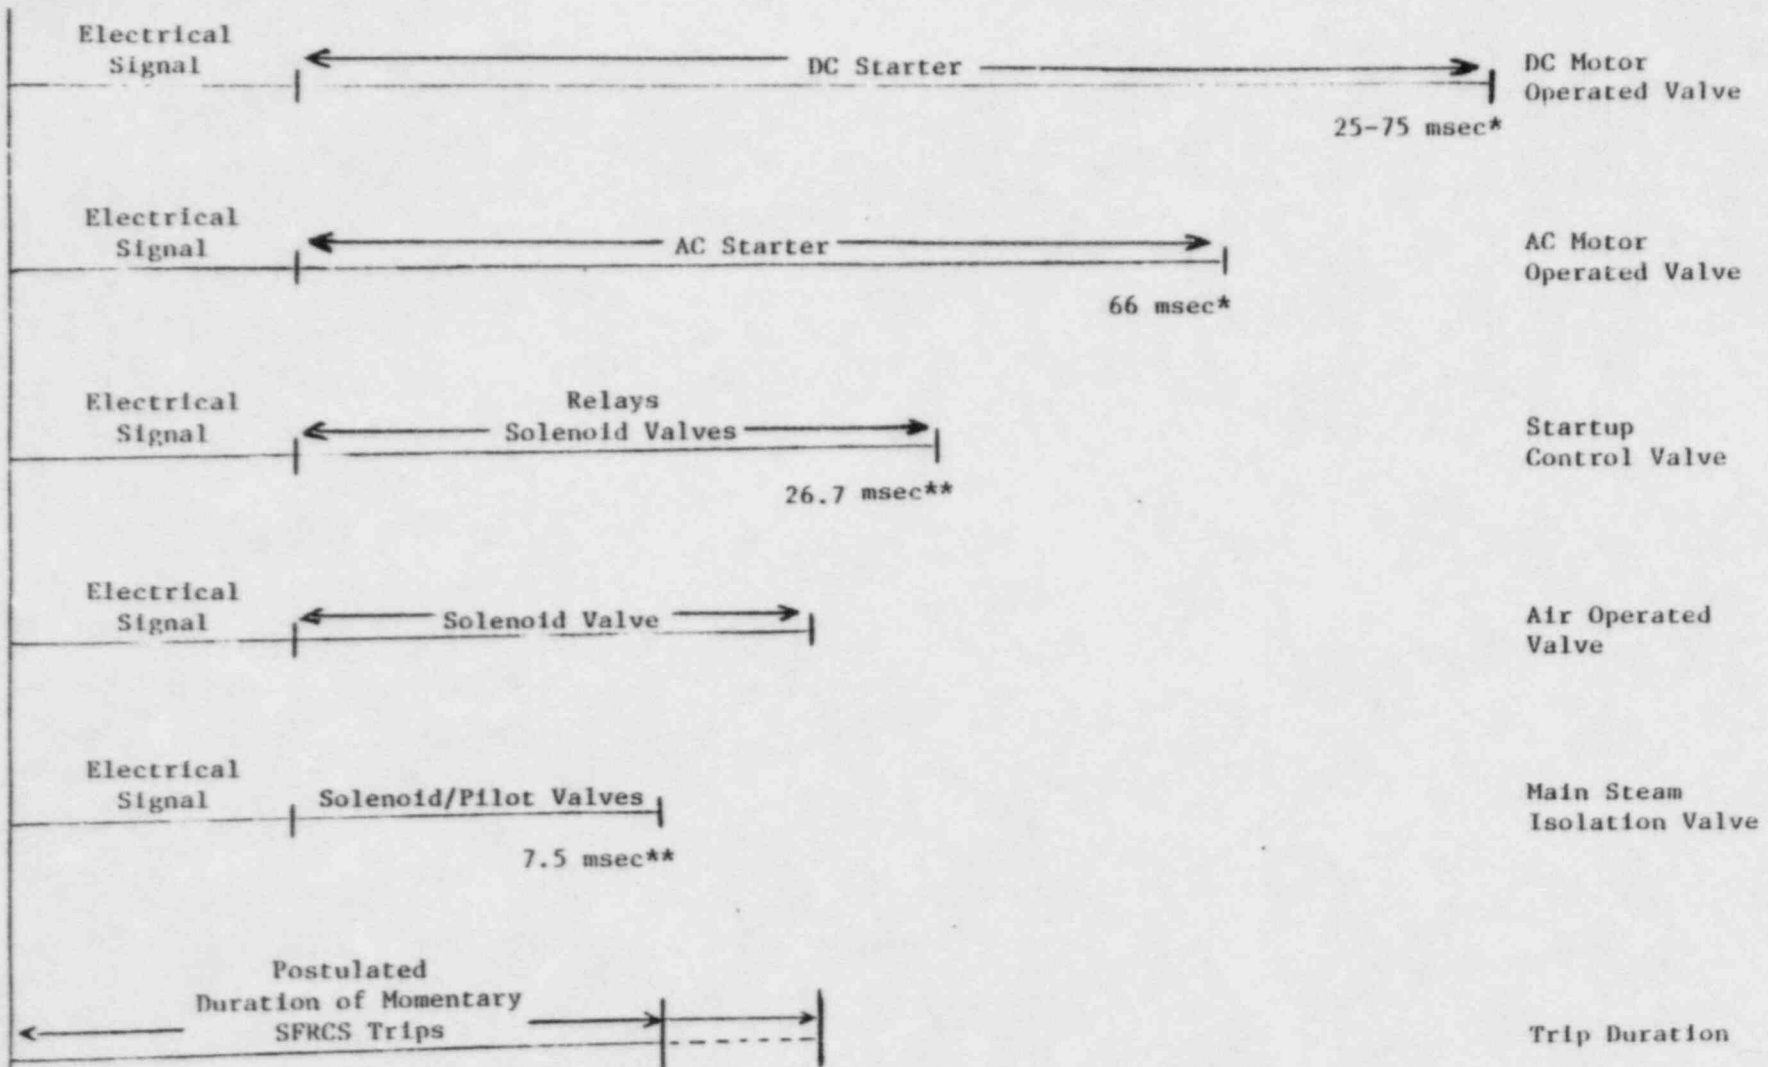 Electrical
Signal
DC Starter
DC Motor
Operated Valve
25-75 msec*
Electrical
Signal
AC Starter
AC Motor
Operated Valve
66 msec*
Electrical
Signal
Relays
Solenoid Valves
Startup
Control Valve
26.7 msec**
Electrical
Signal
Solenoid Valve
Air Operated
Valve
Electrical
Signal
Solenoid/Pilot Valves
Main Steam
Isolation Valve
7.5 msec**
Postulated
Duration of Momentary
SFRCS Trips
Trip Duration